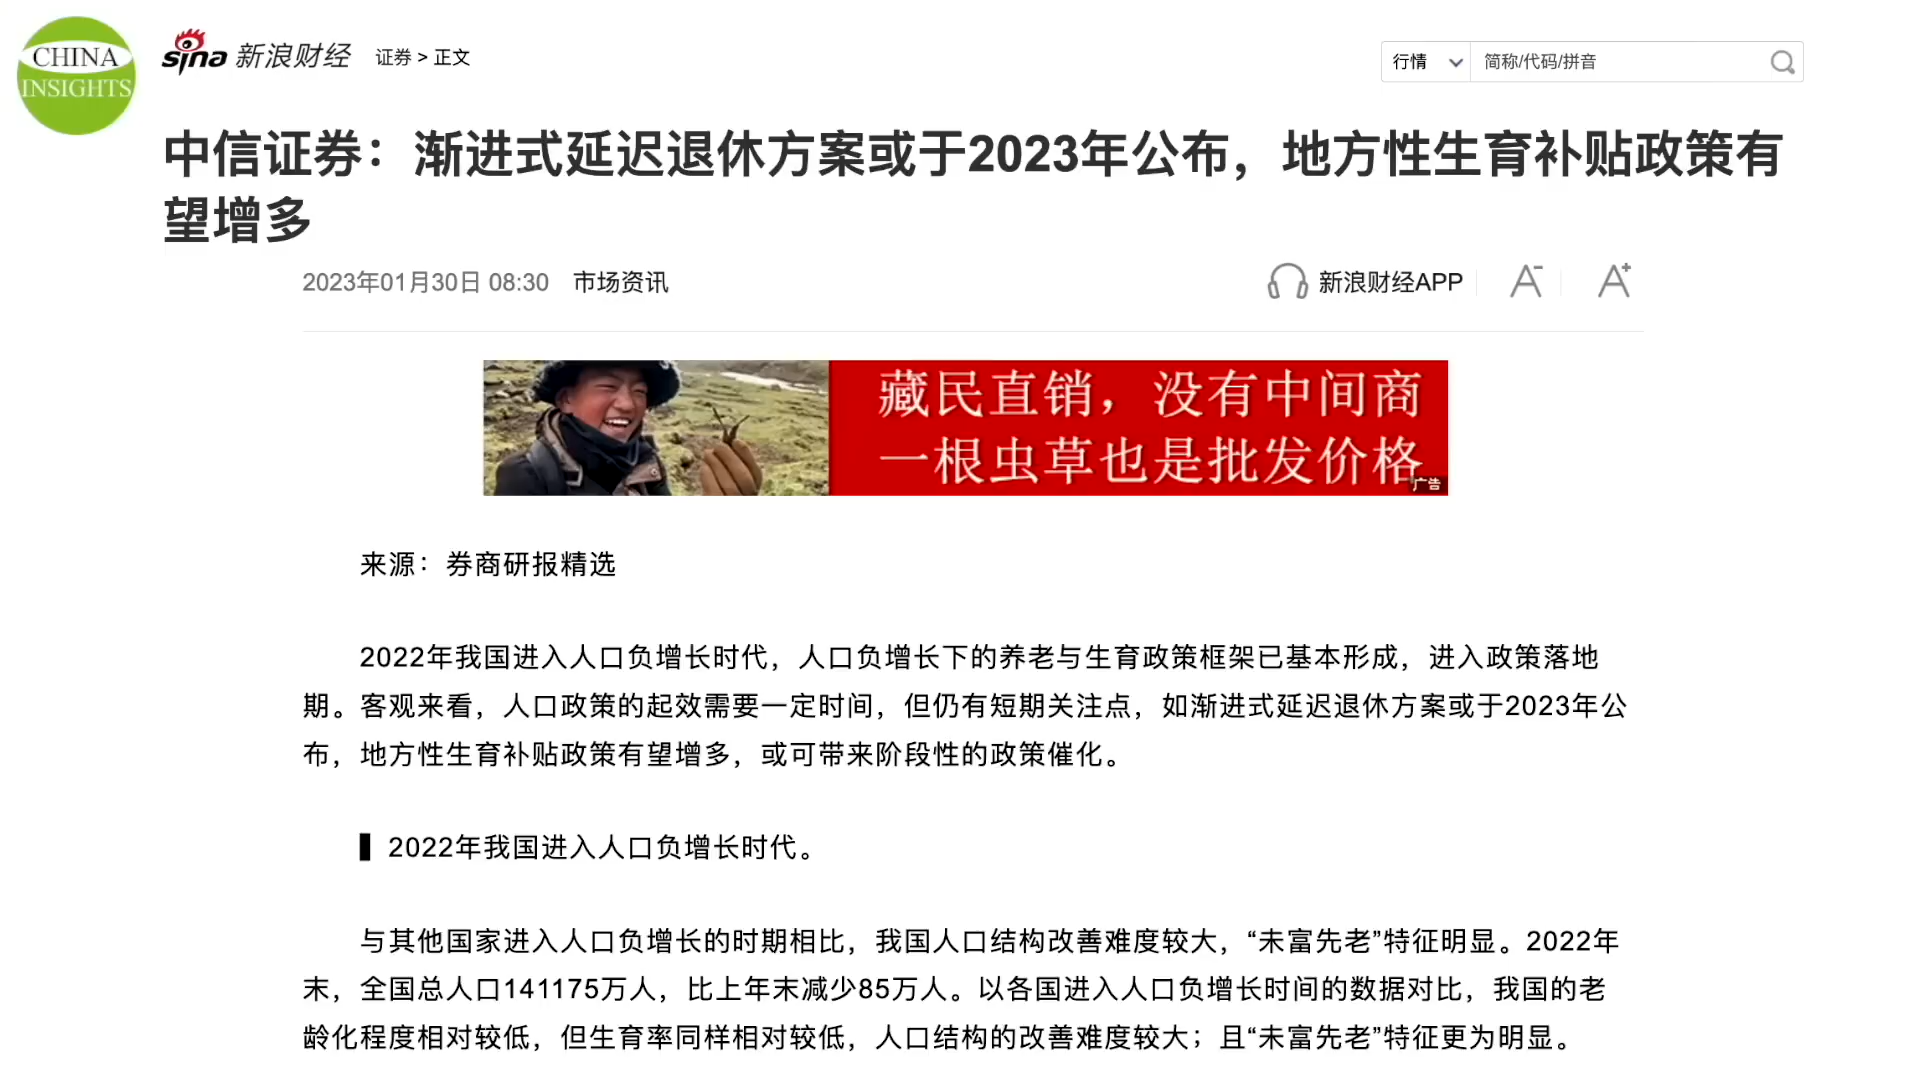 CHINA
INSIGHTS
sina 新浪财经 证券 > 正文
行情 简称/代码/拼音
中信证券：渐进式延迟退休方案或于2023年公布，地方性生育补贴政策有
望增多
2023年01月30日 08:30 市场资讯
新浪财经APP A- A+
藏民直销，没有中间商
一根虫草也是批发价格
广告
来源：券商研报精选
2022年我国进入人口负增长时代，人口负增长下的养老与生育政策框架已基本形成，进入政策落地
期。客观来看，人口政策的起效需要一定时间，但仍有短期关注点，如渐进式延迟退休方案或于2023年公
布，地方性生育补贴政策有望增多，或可带来阶段性的政策催化。
▌2022年我国进入人口负增长时代。
与其他国家进入人口负增长的时期相比，我国人口结构改善难度较大，“未富先老”特征明显。2022年
末，全国总人口141175万人，比上年末减少85万人。以各国进入人口负增长时间的数据对比，我国的老
龄化程度相对较低，但生育率同样相对较低，人口结构的改善难度较大；且“未富先老”特征更为明显。